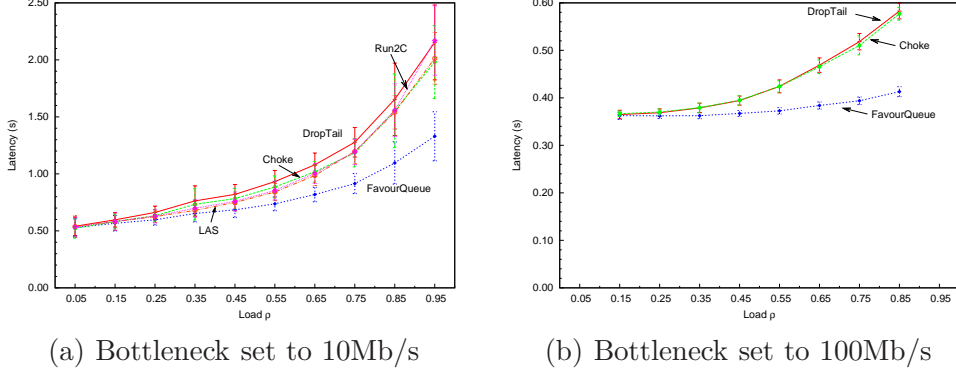 2.50
2.00
1.50
1.00
0.50
0.00
Latency (s)
Run2C
DropTail
Choke
FavourQueue
LAS
0.05 0.15 0.25 0.35 0.45 0.55 0.65 0.75 0.85 0.95
Load ρ
(a) Bottleneck set to 10Mb/s
0.60
0.50
0.40
0.30
0.20
0.10
0.00
Latency (s)
DropTail
Choke
FavourQueue
0.05 0.15 0.25 0.35 0.45 0.55 0.65 0.75 0.85 0.95
Load ρ
(b) Bottleneck set to 100Mb/s